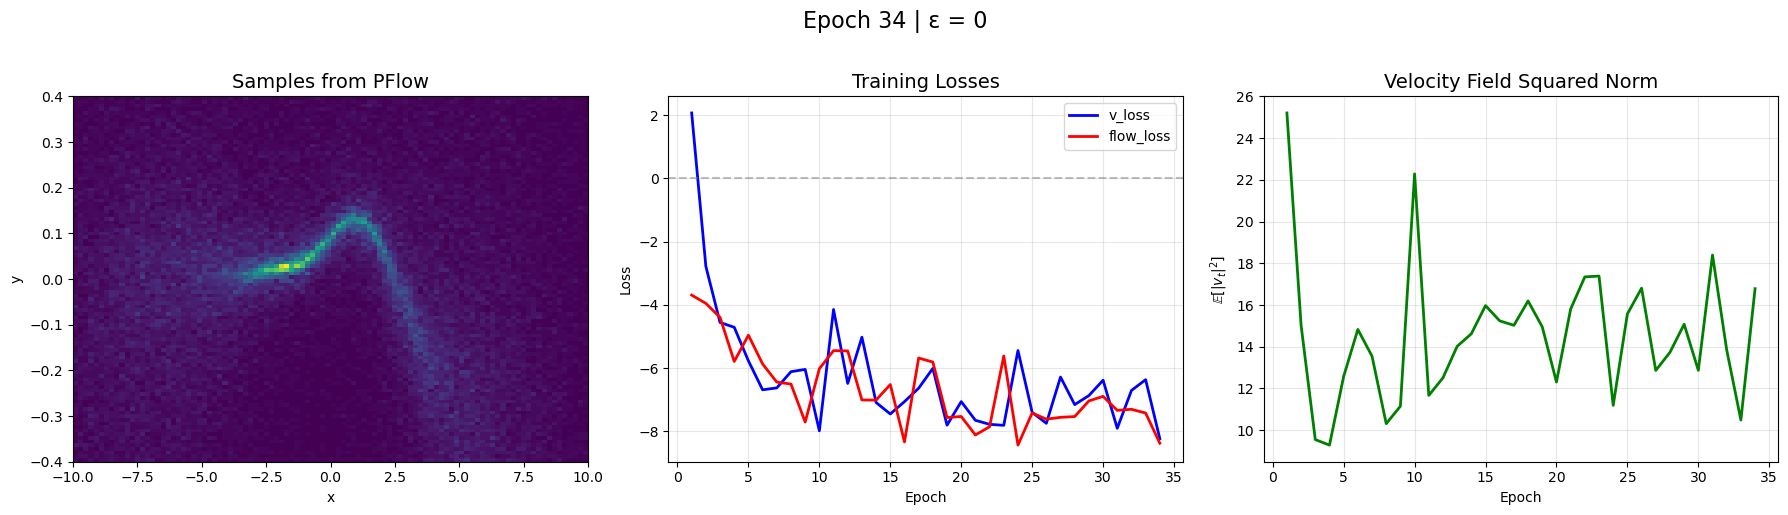 Epoch 34 | ε = 0
Samples from PFlow
0.4
0.3
0.2
0.1
0.0
−0.1
−0.2
−0.3
−0.4
y
−10.0 −7.5 −5.0 −2.5 0.0 2.5 5.0 7.5 10.0
x
Training Losses
v_loss
flow_loss
2
0
−2
−4
−6
−8
Loss
0 5 10 15 20 25 30 35
Epoch
Velocity Field Squared Norm
26
24
22
20
18
16
14
12
10
𝔼[|v_t|²]
0 5 10 15 20 25 30 35
Epoch